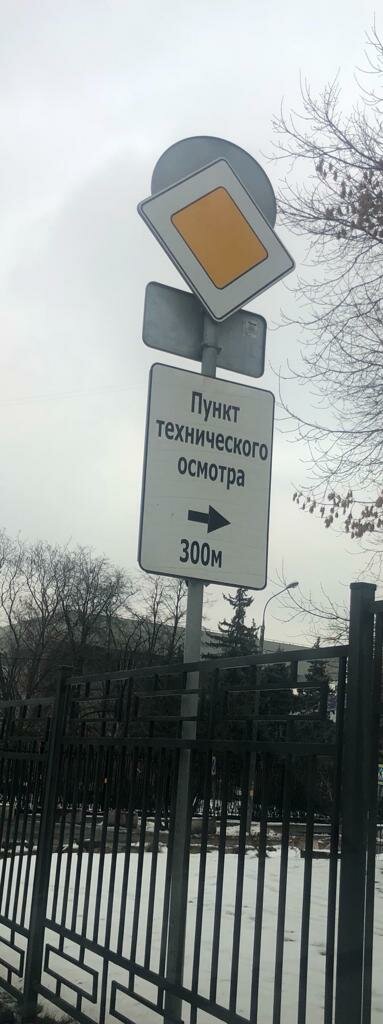 Пункт
технического
осмотра
300м